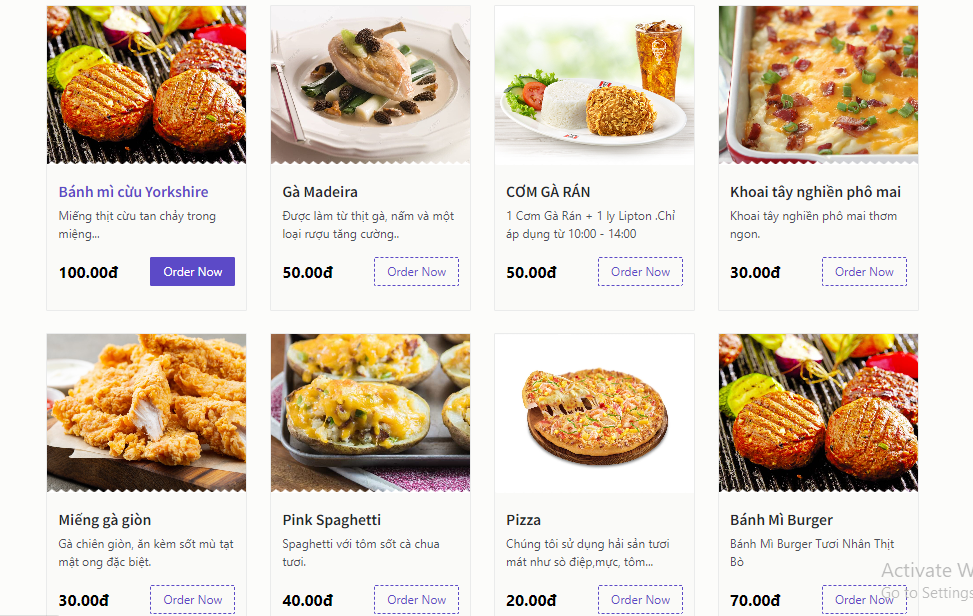 Bánh mì cừu Yorkshire
Miếng thịt cừu tan chảy trong
miệng...
100.00đ Order Now
Gà Madeira
Được làm từ thịt gà, nấm và một
loại rượu tăng cường..
50.00đ Order Now
CƠM GÀ RÁN
1 Cơm Gà Rán + 1 ly Lipton .Chỉ
áp dụng từ 10:00 - 14:00
50.00đ Order Now
Khoai tây nghiền phô mai
Khoai tây nghiền phô mai thơm
ngon.
30.00đ Order Now
Miếng gà giòn
Gà chiên giòn, ăn kèm sốt mù tạt
mật ong đặc biệt.
30.00đ Order Now
Pink Spaghetti
Spaghetti với tôm sốt cà chua
tươi.
40.00đ Order Now
Pizza
Chúng tôi sử dụng hải sản tươi
mát như sò điệp,mực, tôm...
20.00đ Order Now
Bánh Mì Burger
Bánh Mì Burger Tươi Nhân Thịt
Bò
70.00đ Order Now
Activate W
Go to Settings